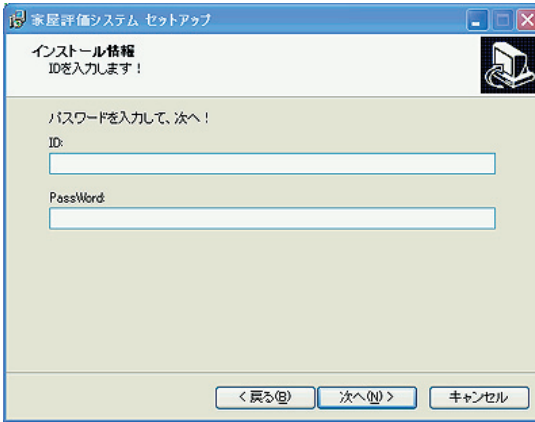 家屋評価システム セットアップ
インストール情報
IDを入力します！
パスワードを入力して、次へ！
ID:
PassWord:
< 戻る(B)
次へ(N) >
キャンセル